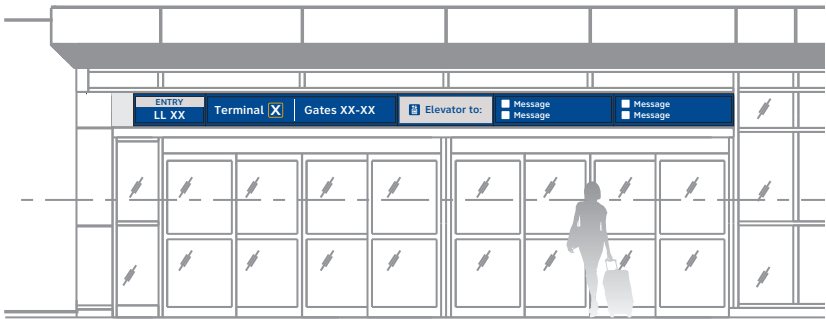 ENTRY
LL XX
Terminal X
Gates XX-XX
Elevator to:
Message
Message
Message
Message